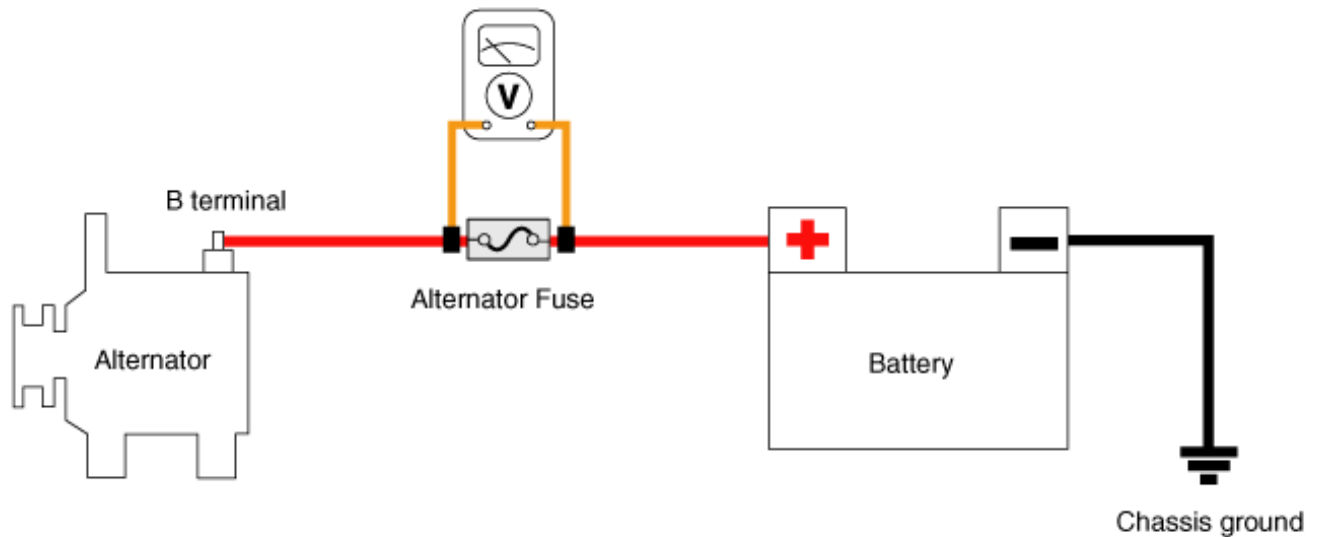 V
B terminal
Alternator Fuse
Alternator
Battery
+
-
Chassis ground